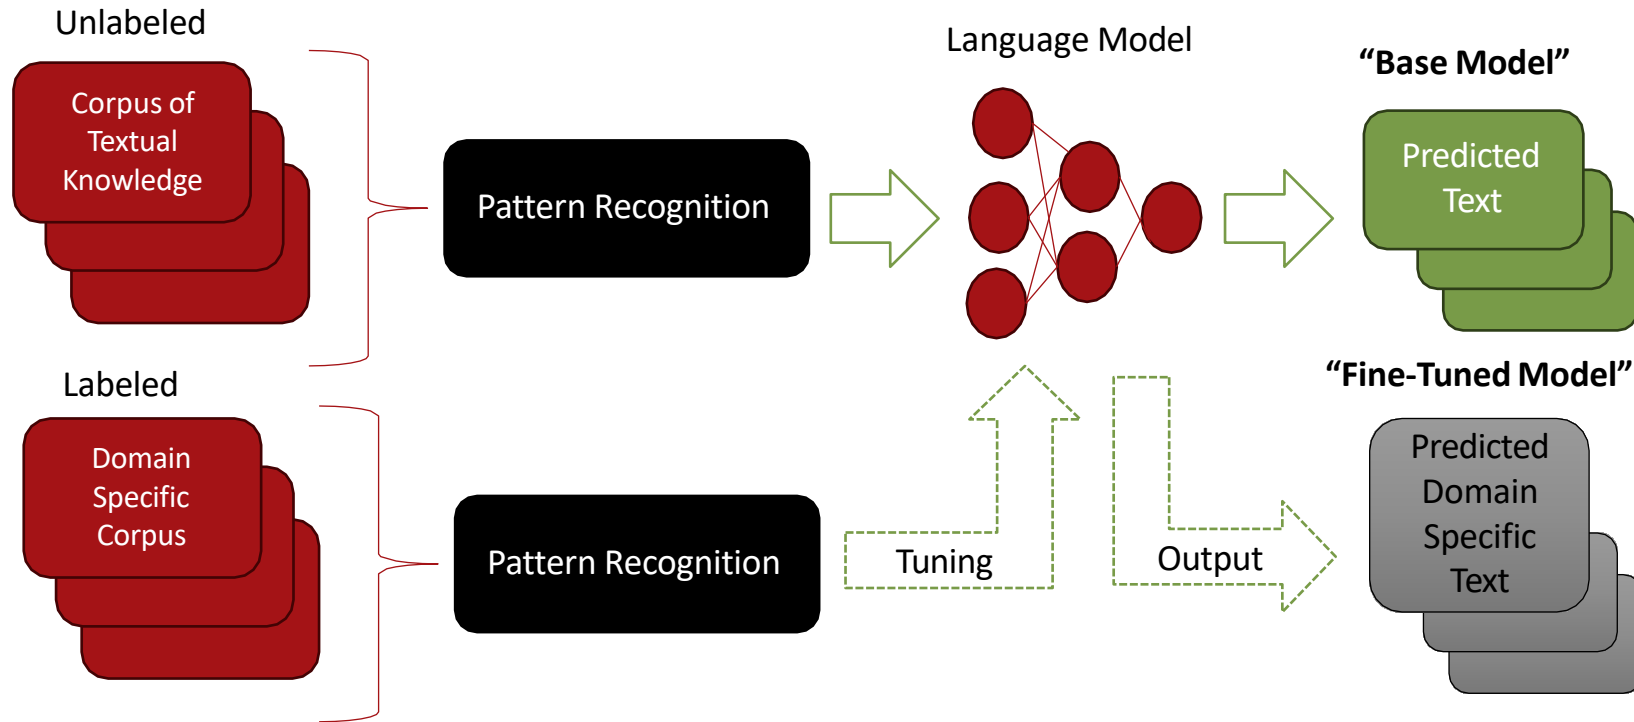 Unlabeled
Corpus of
Textual
Knowledge
Pattern Recognition
Language Model
“Base Model”
Predicted
Text
Labeled
Domain
Specific
Corpus
Pattern Recognition
Tuning
Output
“Fine-Tuned Model”
Predicted
Domain
Specific
Text